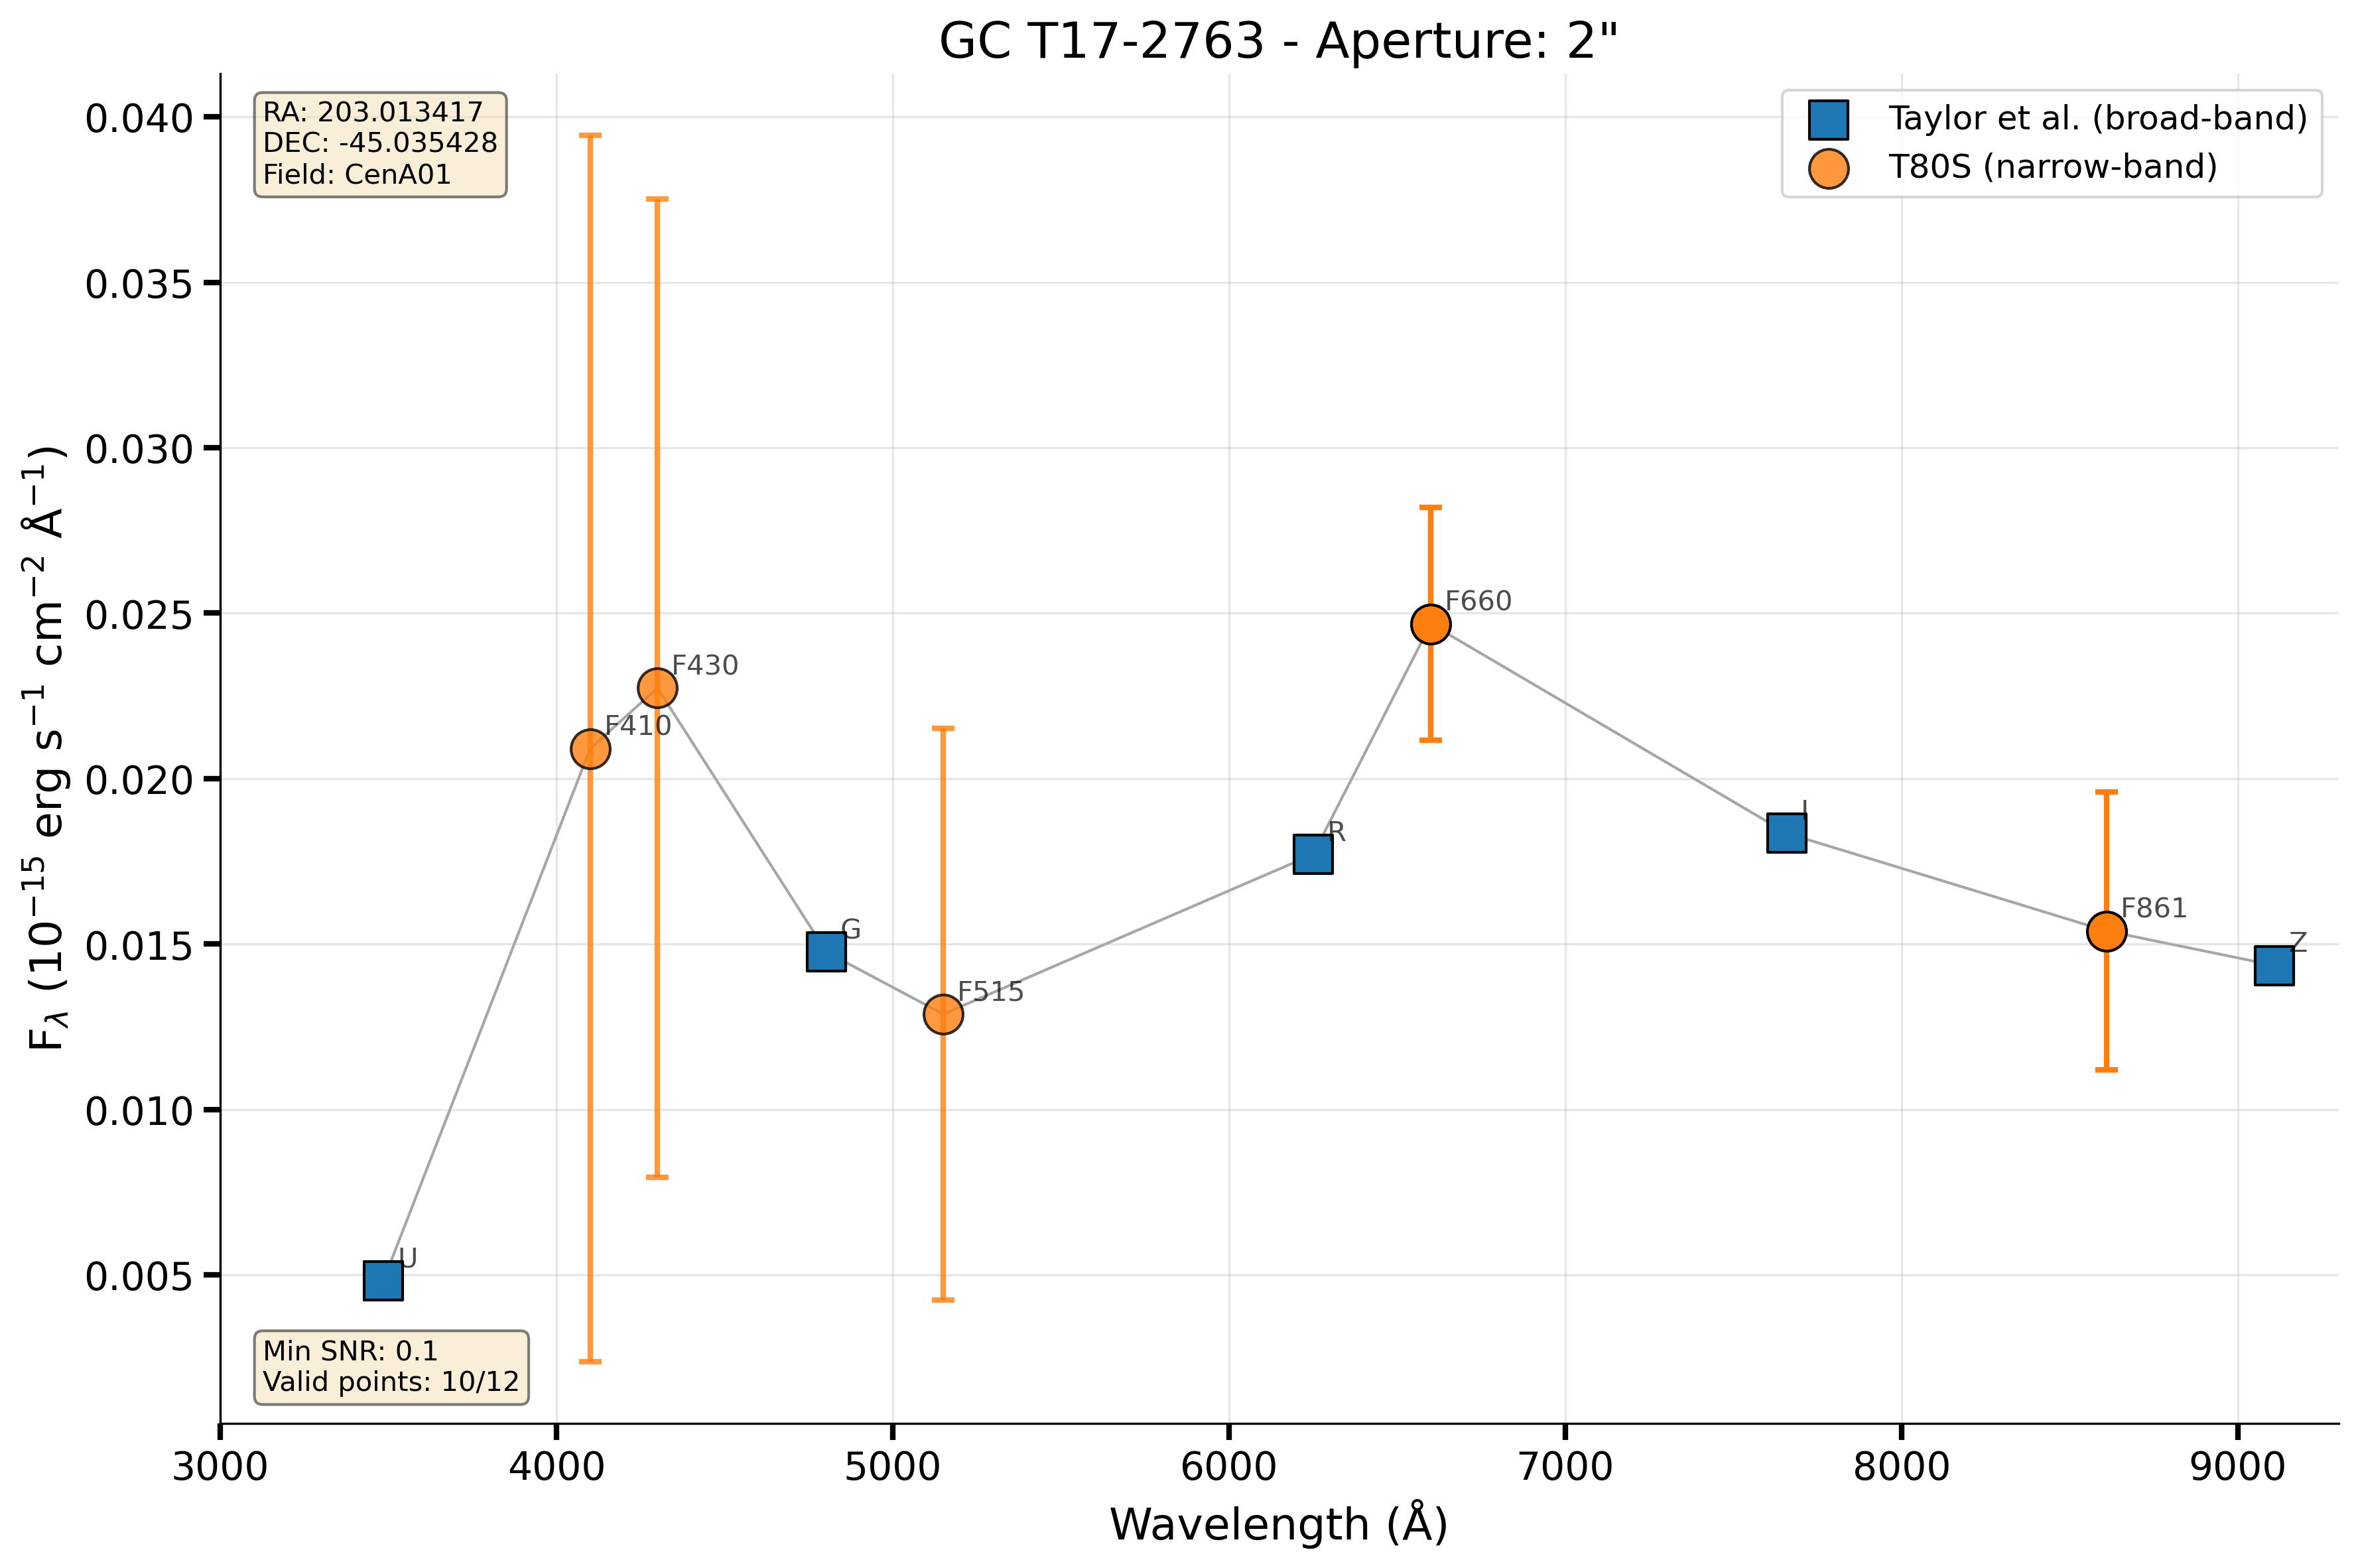 GC T17-2763 - Aperture: 2"
RA: 203.013417
DEC: -45.035428
Field: CenA01
Taylor et al. (broad-band)
T80S (narrow-band)
F_λ (10⁻¹⁵ erg s⁻¹ cm⁻² Å⁻¹)
0.040
0.035
0.030
0.025
0.020
0.015
0.010
0.005
U
F410
F430
G
F515
R
F660
I
F861
Z
Min SNR: 0.1
Valid points: 10/12
3000 4000 5000 6000 7000 8000 9000
Wavelength (Å)